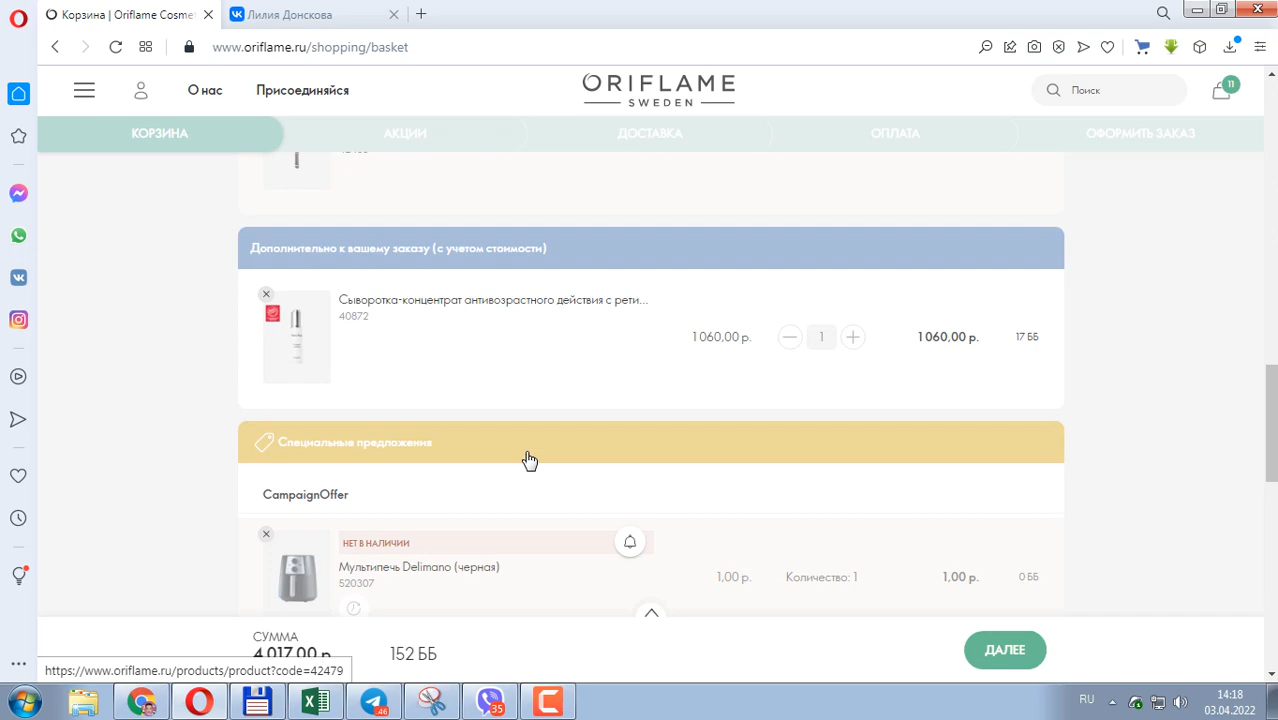 Корзина | Oriflame Cosme
Лилия Донскова
www.oriflame.ru/shopping/basket
О нас
Присоединяйся
ORIFLAME
SWEDEN
Поиск
11
КОРЗИНА
АКЦИИ
ДОСТАВКА
ОПЛАТА
ОФОРМИТЬ ЗАКАЗ
Дополнительно к вашему заказу (с учетом стоимости)
Сыворотка-концентрат антивозрастного действия с рети...
40872
1 060,00 р.
1
1 060,00 р.
17 ББ
Специальные предложения
CampaignOffer
НЕТ В НАЛИЧИИ
Мультипечь Delimano (черная)
520307
1,00 р.
Количество: 1
1,00 р.
0 ББ
СУММА
4 017,00 р.
152 ББ
ДАЛЕЕ
https://www.oriflame.ru/products/product?code=42479
46
35
RU
14:18
03.04.2022